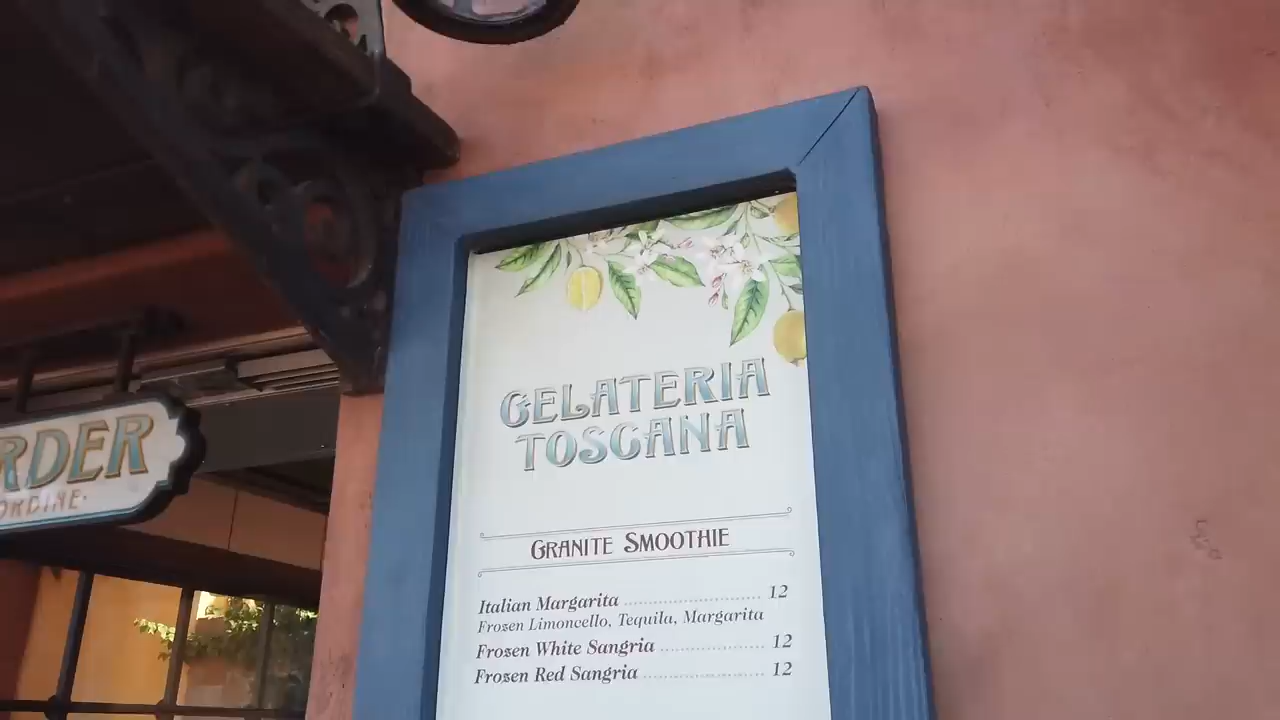 GELATERIA
TOSCANA
GRANITE SMOOTHIE
Italian Margarita ........................ 12
Frozen Limoncello, Tequila, Margarita
Frozen White Sangria .................. 12
Frozen Red Sangria ..................... 12
RDER
ORDINE·